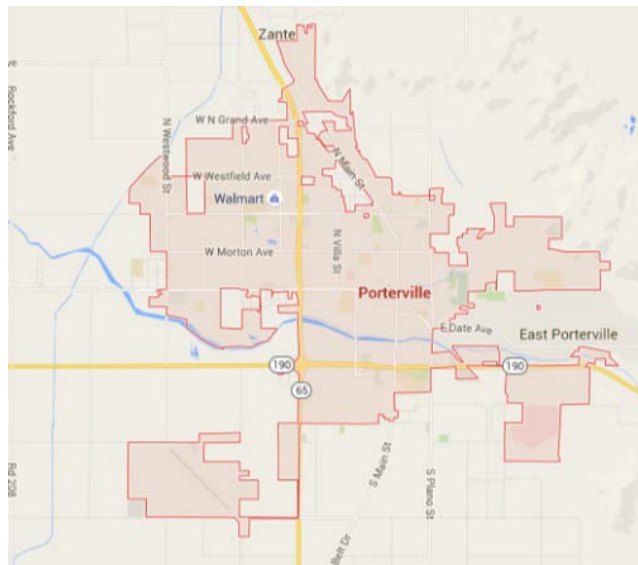 Zante
Rockford Ave
N Westwood St
W N Grand Ave
N Main St
W Westfield Ave
Walmart
W Morton Ave
N Villa St
Porterville
E Date Ave
East Porterville
190
190
65
Rd 208
S Main St
S Plano St
Belt Dr